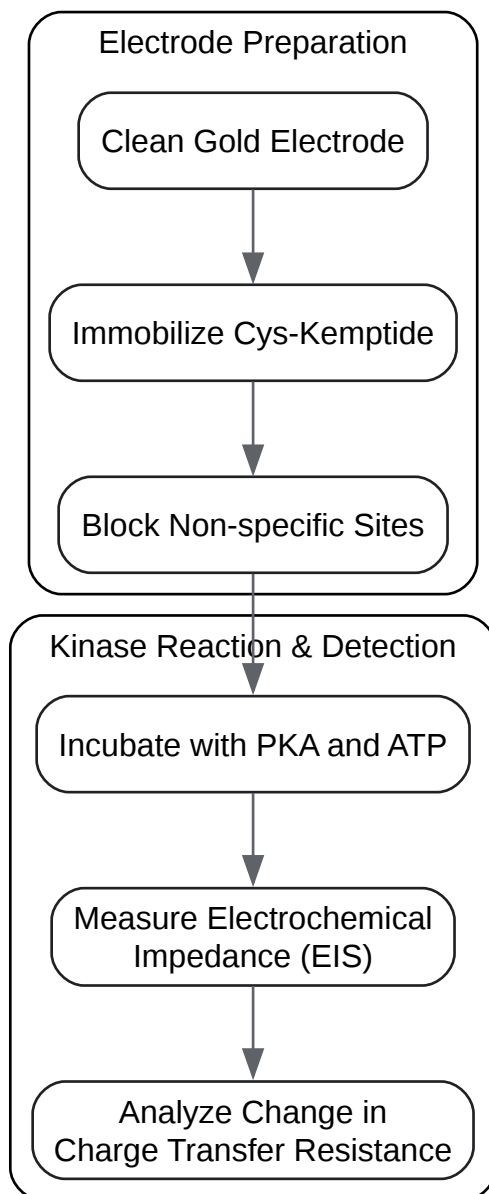 Electrode Preparation
Clean Gold Electrode
Immobilize Cys-Kemptide
Block Non-specific Sites
Kinase Reaction & Detection
Incubate with PKA and ATP
Measure Electrochemical
Impedance (EIS)
Analyze Change in
Charge Transfer Resistance